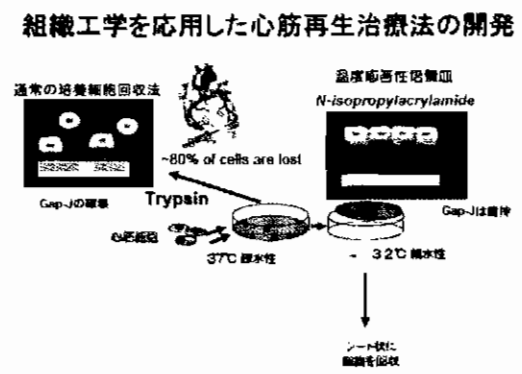 組織工学を応用した心筋再生治療法の開発
通常の培養細胞回収法
温度応答性培養皿
N-isopropylacrylamide
~80% of cells are lost
Gap-Jの破壊
Trypsin
Gap-Jは維持
心筋細胞
37℃ 疎水性
32℃ 親水性
シート状に
細胞を回収